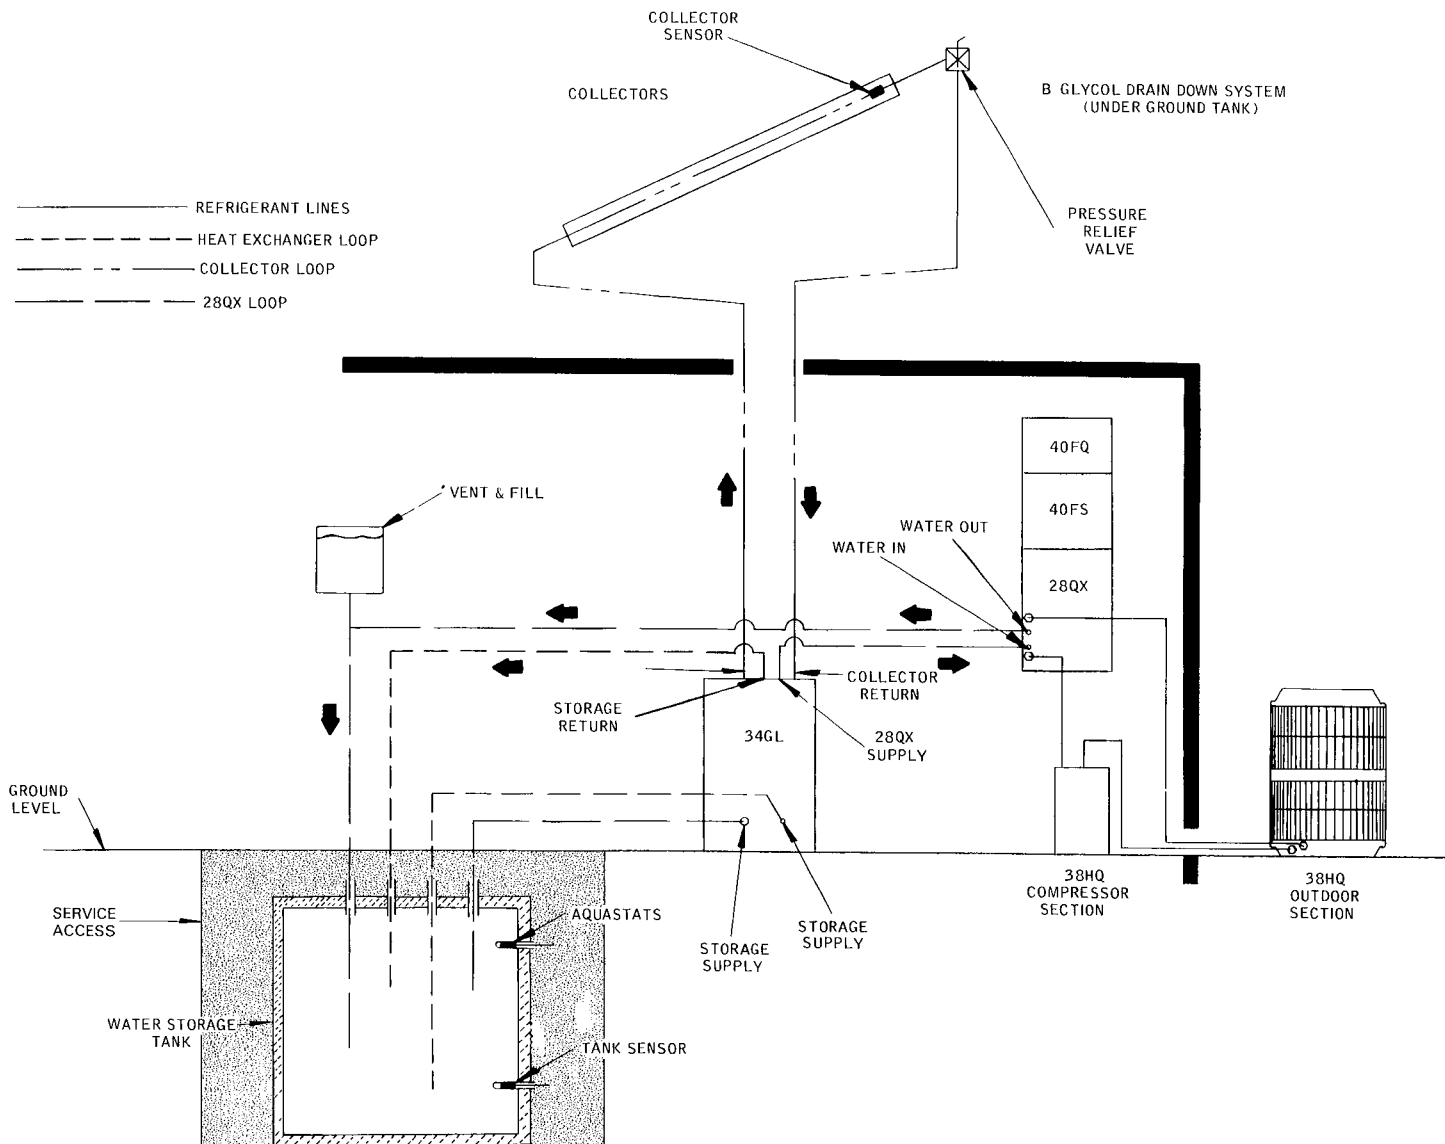 COLLECTOR
SENSOR
COLLECTORS
B GLYCOL DRAIN DOWN SYSTEM
(UNDER GROUND TANK)
REFRIGERANT LINES
HEAT EXCHANGER LOOP
COLLECTOR LOOP
28QX LOOP
PRESSURE
RELIEF
VALVE
VENT & FILL
40FQ
40FS
28QX
WATER OUT
WATER IN
STORAGE
RETURN
COLLECTOR
RETURN
34GL
28QX
SUPPLY
GROUND
LEVEL
38HQ
COMPRESSOR
SECTION
38HQ
OUTDOOR
SECTION
SERVICE
ACCESS
AQUASTATS
STORAGE
SUPPLY
STORAGE
SUPPLY
WATER STORAGE
TANK
TANK SENSOR